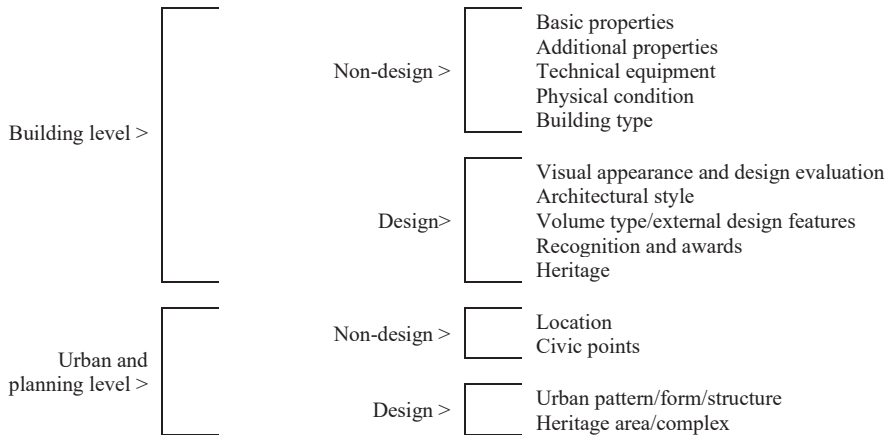 Building level >
Non-design >
Basic properties
Additional properties
Technical equipment
Physical condition
Building type
Design>
Visual appearance and design evaluation
Architectural style
Volume type/external design features
Recognition and awards
Heritage
Urban and
planning level >
Non-design >
Location
Civic points
Design >
Urban pattern/form/structure
Heritage area/complex